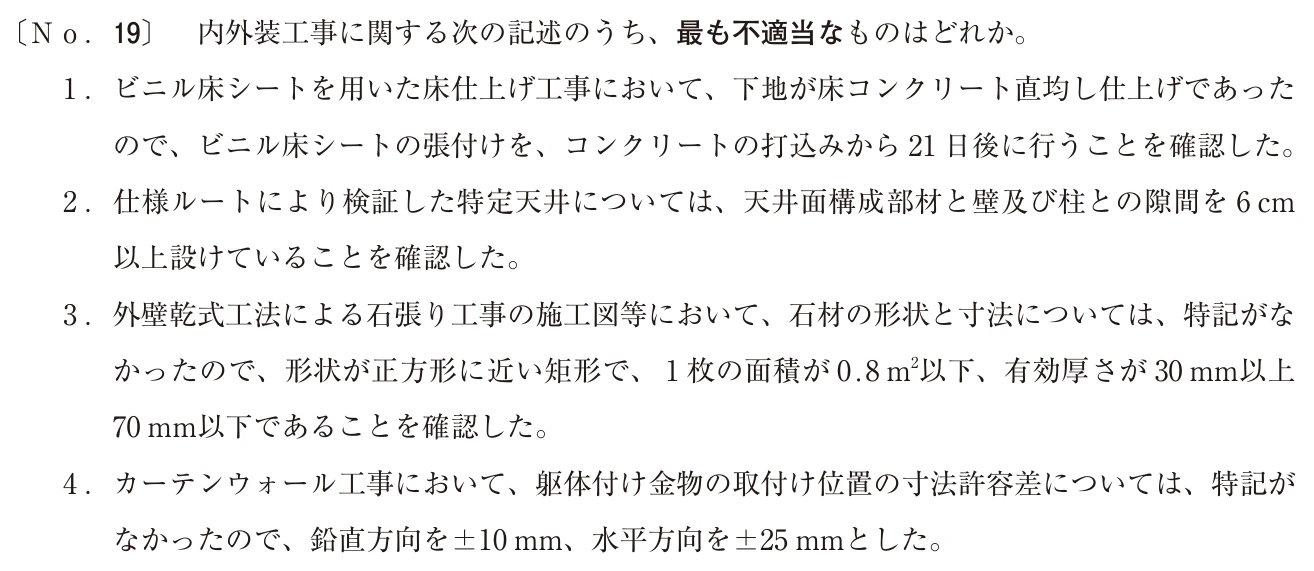 〔Ｎｏ．19〕　内外装工事に関する次の記述のうち、最も不適当なものはどれか。
１．ビニル床シートを用いた床仕上げ工事において、下地が床コンクリート直均し仕上げであった
ので、ビニル床シートの張付けを、コンクリートの打込みから 21 日後に行うことを確認した。
２．仕様ルートにより検証した特定天井については、天井面構成部材と壁及び柱との隙間を 6 cm
以上設けていることを確認した。
３．外壁乾式工法による石張り工事の施工図等において、石材の形状と寸法については、特記がな
かったので、形状が正方形に近い矩形で、１枚の面積が 0.8 m²以下、有効厚さが 30 mm以上
70 mm以下であることを確認した。
４．カーテンウォール工事において、躯体付け金物の取付け位置の寸法許容差については、特記が
なかったので、鉛直方向を±10 mm、水平方向を±25 mmとした。